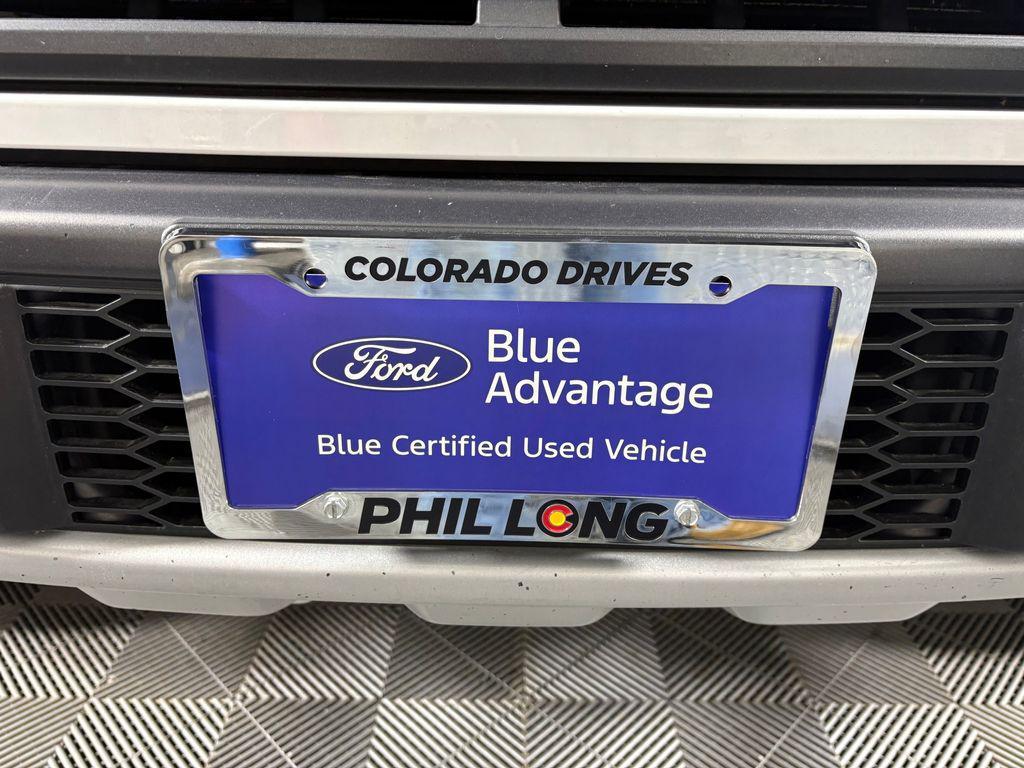 COLORADO DRIVES
Ford
Blue
Advantage
Blue Certified Used Vehicle
PHIL LONG